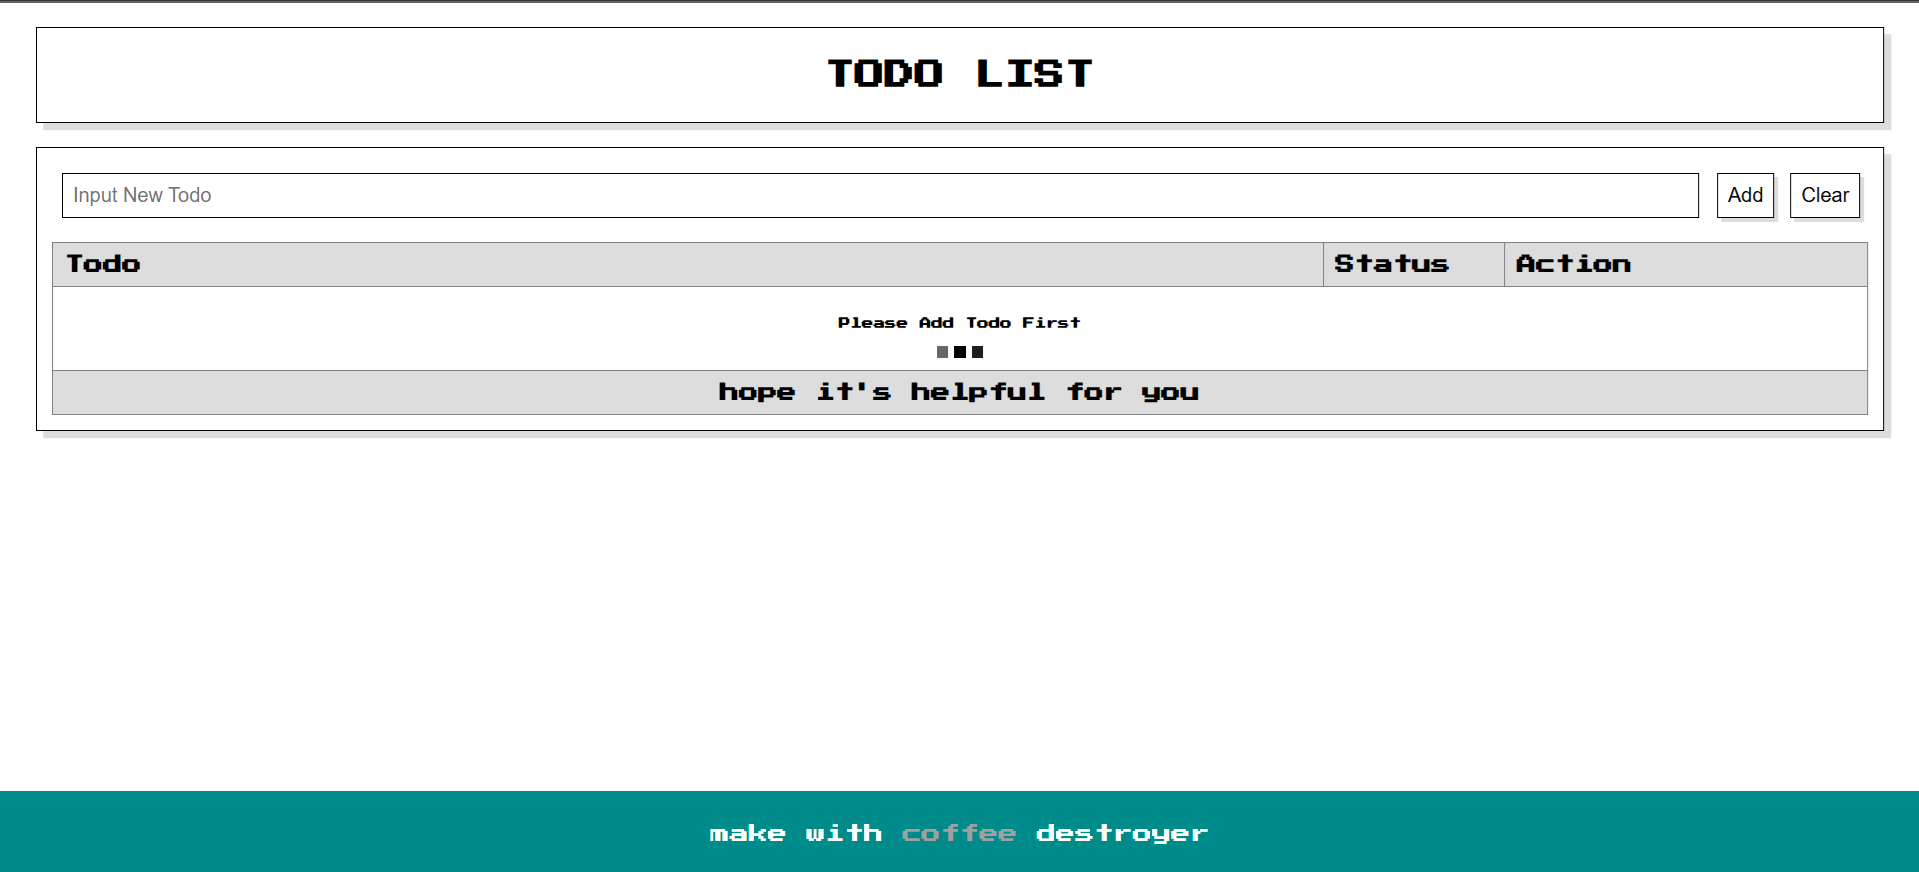 TODO LIST
Input New Todo
Add
Clear
Todo
Status
Action
Please Add Todo First
hope it's helpful for you
make with coffee destroyer